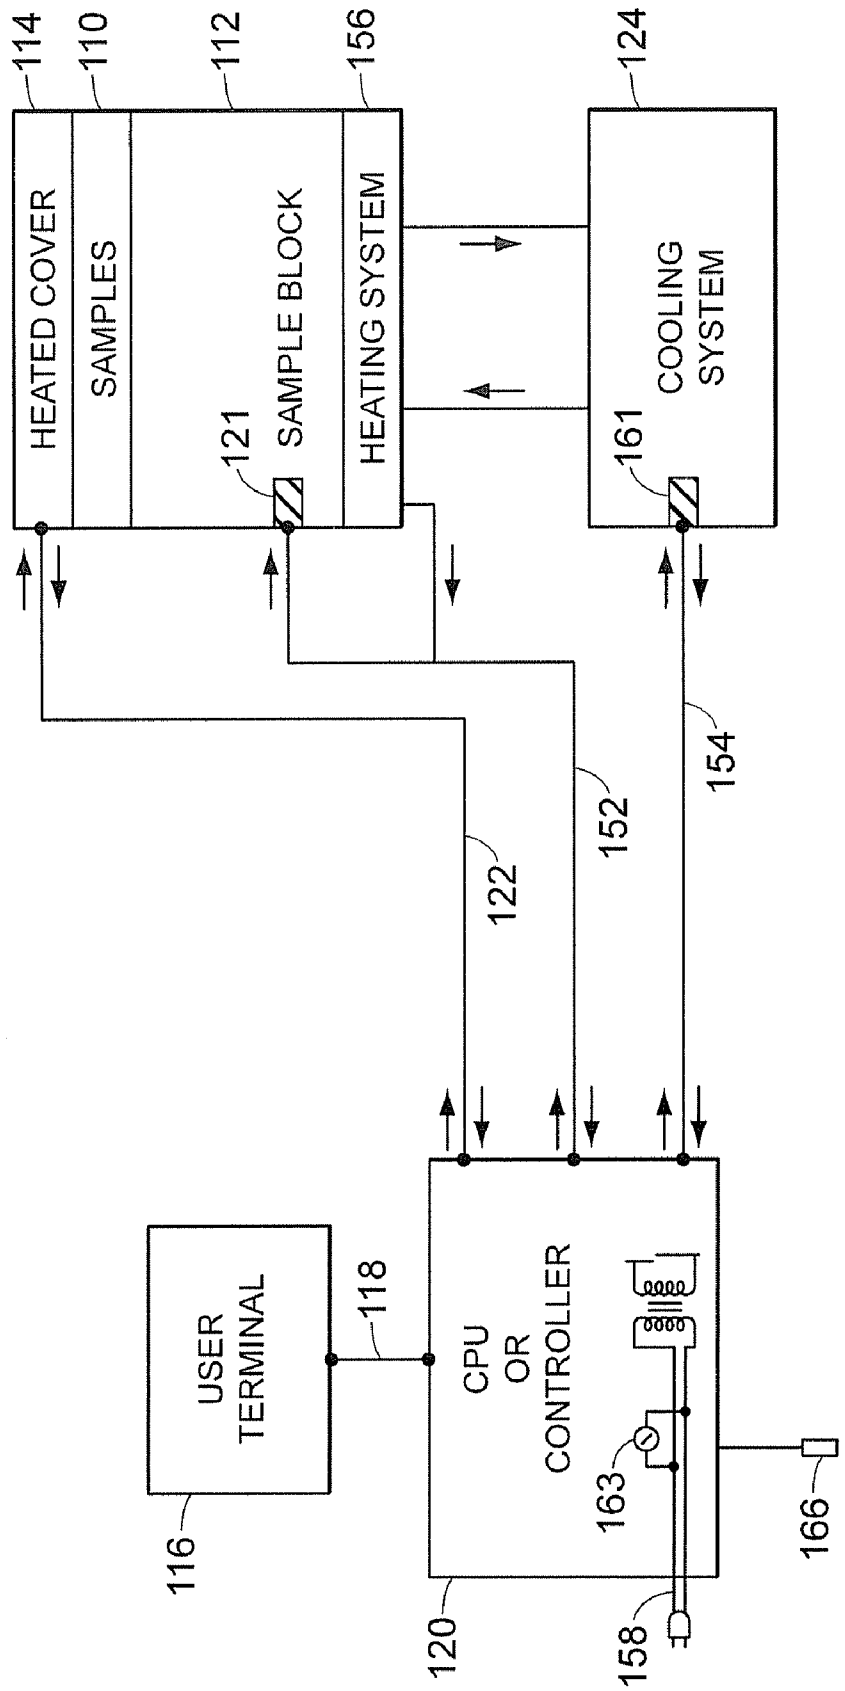 114
110
112
156
124
HEATED COVER
SAMPLES
SAMPLE BLOCK
HEATING SYSTEM
121
COOLING
SYSTEM
161
122
152
154
USER
TERMINAL
116
118
CPU
OR
CONTROLLER
120
163
158
166